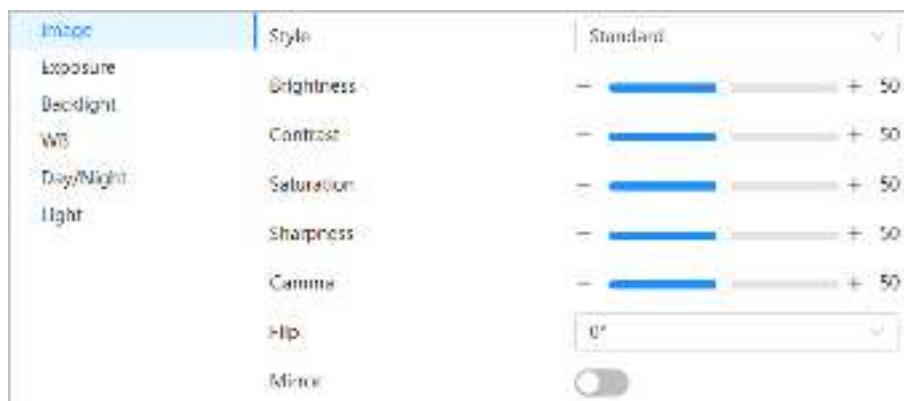 Image
Exposure
Backlight
WB
Day/Night
Light
Style Standard
Brightness − + 50
Contrast − + 50
Saturation − + 50
Sharpness − + 50
Gamma − + 50
Flip 0°
Mirror